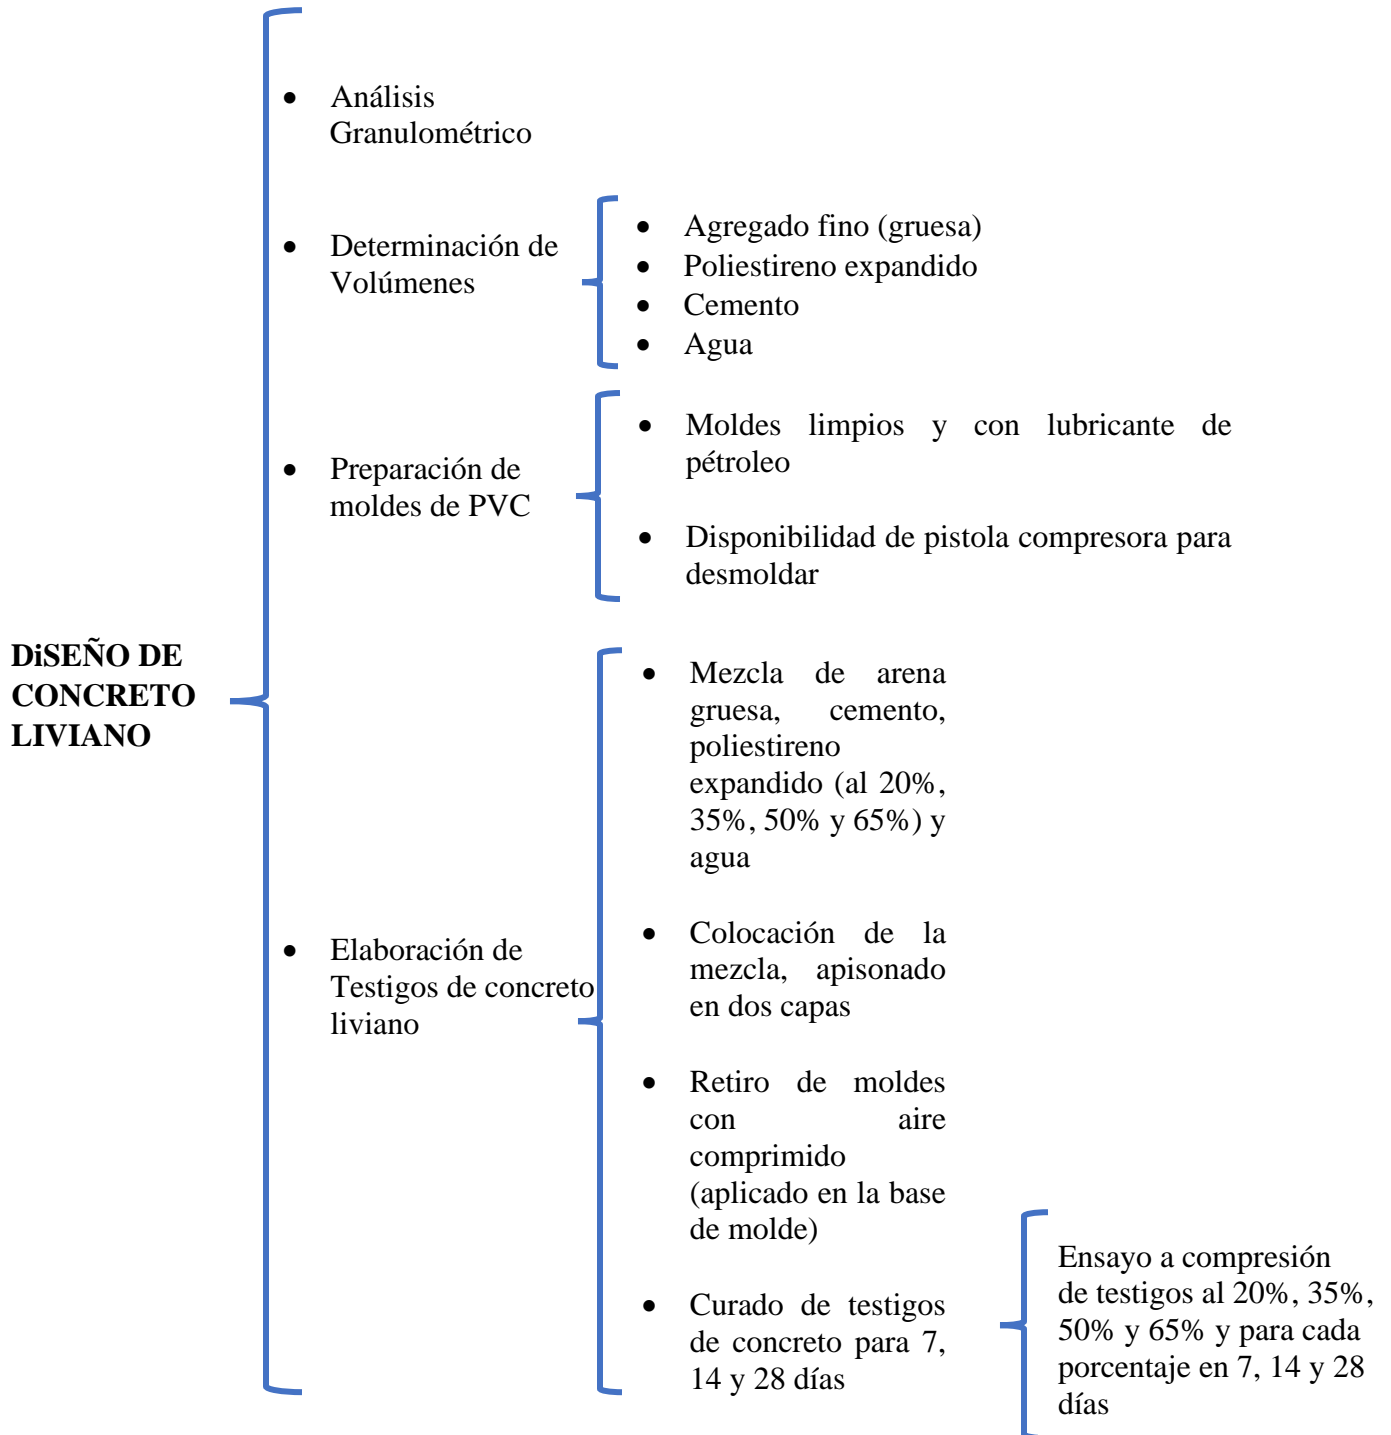 DiSEÑO DE
CONCRETO
LIVIANO
• Análisis
Granulométrico
• Determinación de
Volúmenes
• Agregado fino (gruesa)
• Poliestireno expandido
• Cemento
• Agua
• Preparación de
moldes de PVC
• Moldes limpios y con lubricante de
pétroleo
• Disponibilidad de pistola compresora para
desmoldar
• Elaboración de
Testigos de concreto
liviano
• Mezcla de arena
gruesa, cemento,
poliestireno
expandido (al 20%,
35%, 50% y 65%) y
agua
• Colocación de la
mezcla, apisonado
en dos capas
• Retiro de moldes
con aire
comprimido
(aplicado en la base
de molde)
• Curado de testigos
de concreto para 7,
14 y 28 días
Ensayo a compresión
de testigos al 20%, 35%,
50% y 65% y para cada
porcentaje en 7, 14 y 28
días